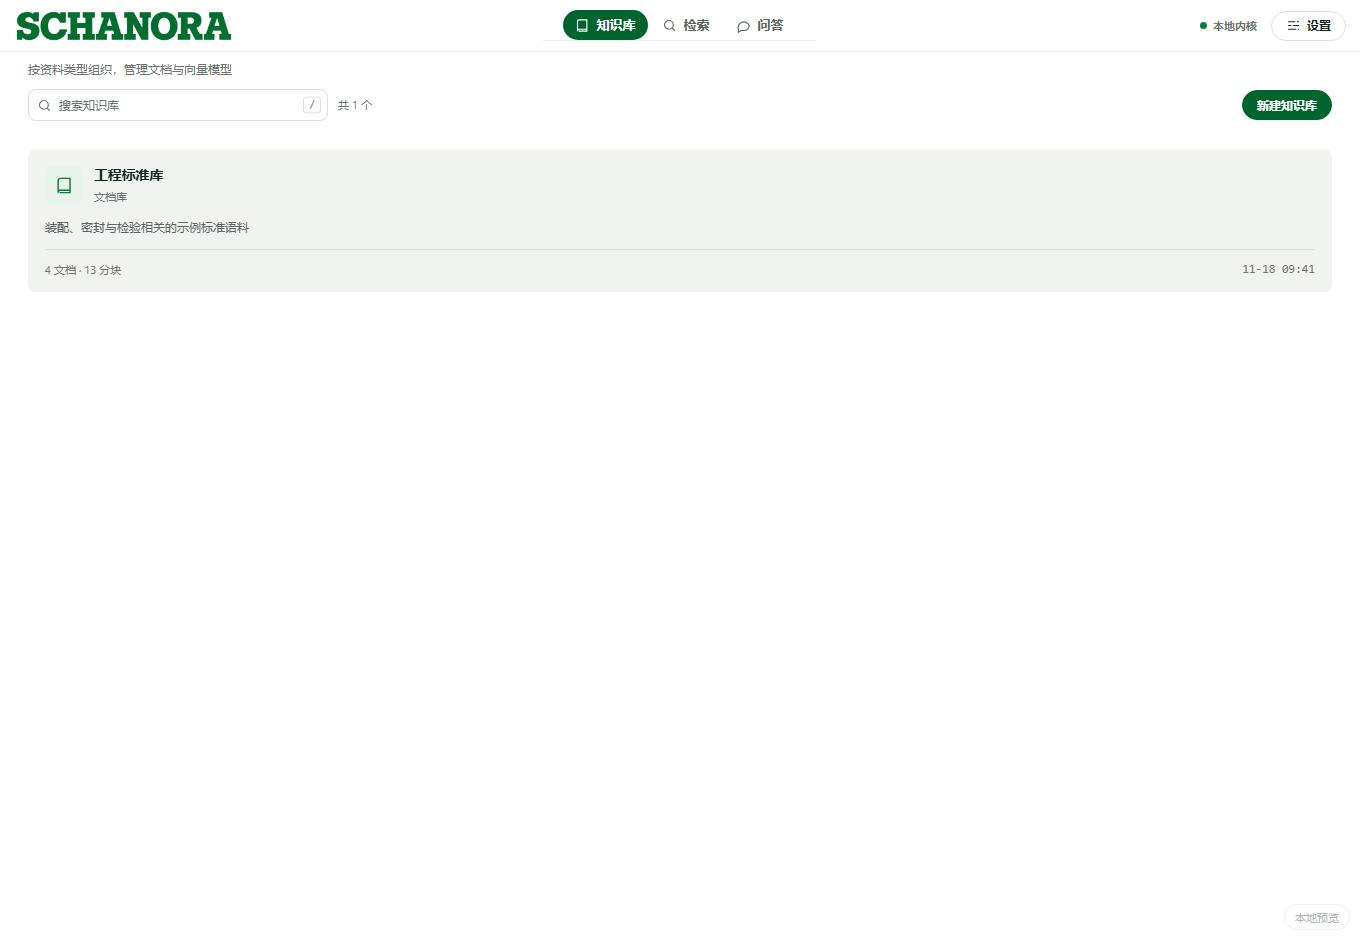 SCHANORA
知识库
检索
问答
本地内核
设置
按资料类型组织，管理文档与向量模型
搜索知识库
/
共 1 个
新建知识库
工程标准库
文档库
装配、密封与检验相关的示例标准语料
4 文档 · 13 分块
11-18 09:41
本地预览